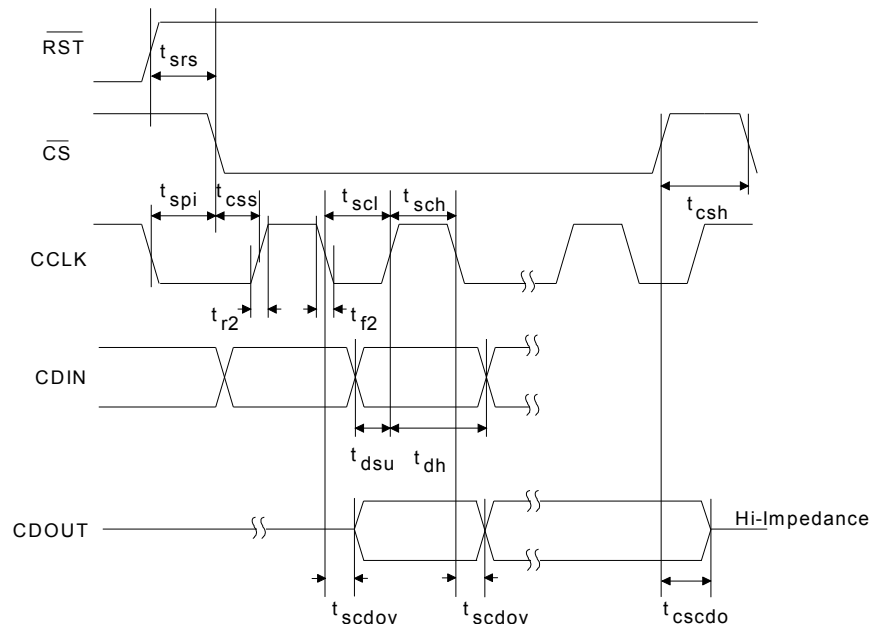 RST
t srs
CS
t spi
t css
t scl
t sch
t csh
CCLK
t r2
t f2
CDIN
t dsu
t dh
CDOUT
Hi-Impedance
t scdov
t scdov
t cscdo